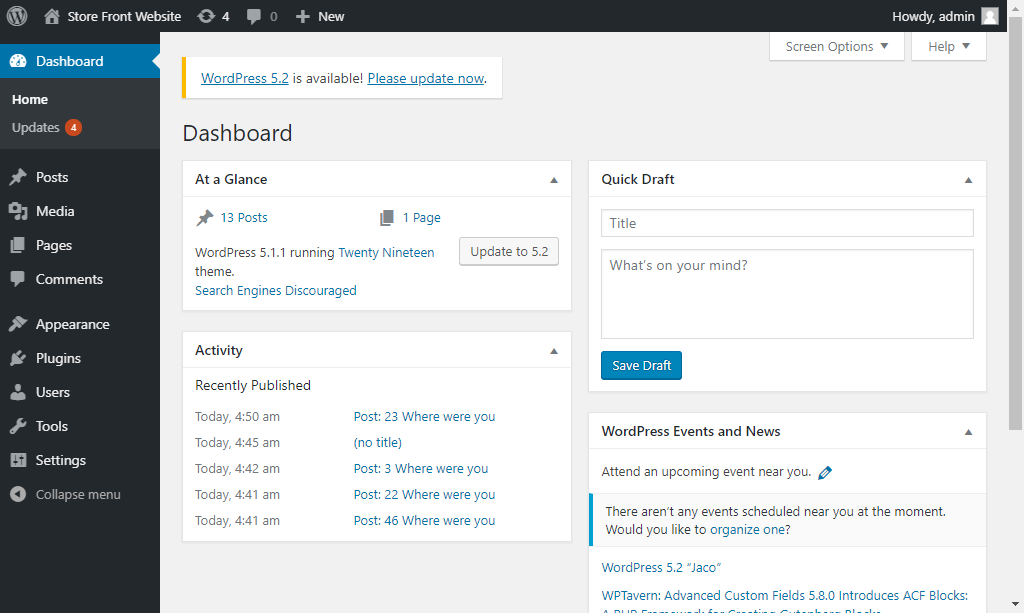 Store Front Website 4 0 New Howdy, admin
Dashboard
Home
Updates 4
Posts
Media
Pages
Comments
Appearance
Plugins
Users
Tools
Settings
Collapse menu
Screen Options Help
WordPress 5.2 is available! Please update now.
Dashboard
At a Glance
13 Posts 1 Page
WordPress 5.1.1 running Twenty Nineteen
theme.
Update to 5.2
Search Engines Discouraged
Activity
Recently Published
Today, 4:50 am Post: 23 Where were you
Today, 4:45 am (no title)
Today, 4:42 am Post: 3 Where were you
Today, 4:41 am Post: 22 Where were you
Today, 4:41 am Post: 46 Where were you
Quick Draft
Title
What's on your mind?
Save Draft
WordPress Events and News
Attend an upcoming event near you.
There aren't any events scheduled near you at the moment.
Would you like to organize one?
WordPress 5.2 “Jaco”
WPTavern: Advanced Custom Fields 5.8.0 Introduces ACF Blocks:
A PHP Framework for Creating Gutenberg Blocks